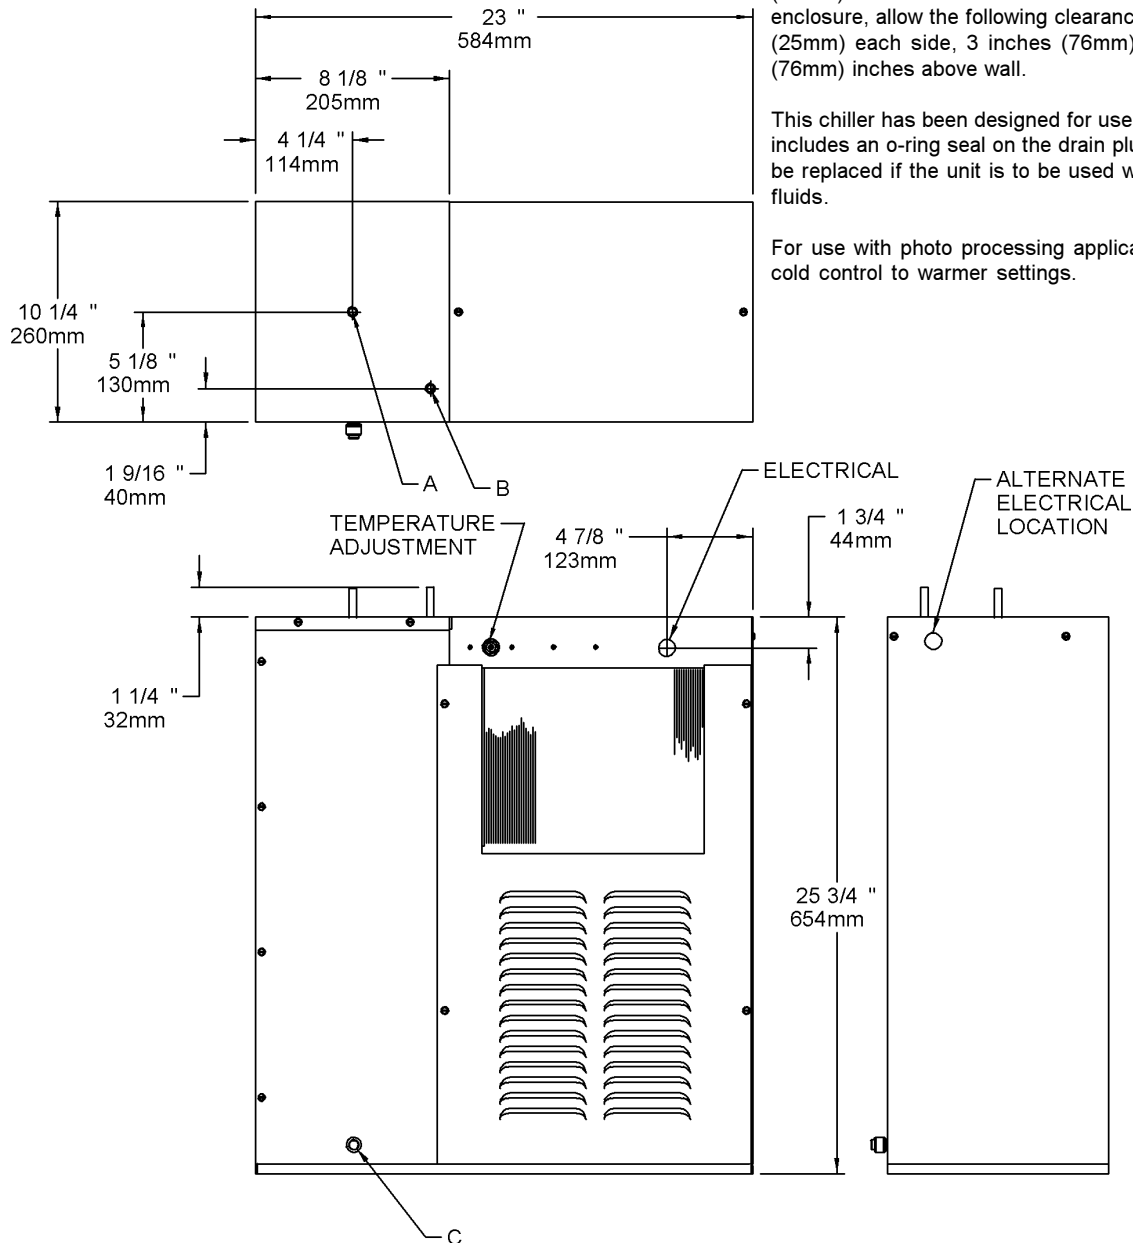 enclosure, allow the following
(25mm) each side, 3 inches (76mm)
(76mm) inches above wall.
This chiller has been designed for use
includes an o-ring seal on the drain
be replaced if the unit is to be used
fluids.
For use with photo processing
cold control to warmer settings.
23 "
584mm
8 1/8 "
205mm
4 1/4 "
114mm
10 1/4 "
260mm
5 1/8 "
130mm
1 9/16 "
40mm
A
B
ELECTRICAL
TEMPERATURE
ADJUSTMENT
4 7/8 "
123mm
1 3/4 "
44mm
ALTERNATE
ELECTRICAL
LOCATION
1 1/4 "
32mm
25 3/4 "
654mm
C